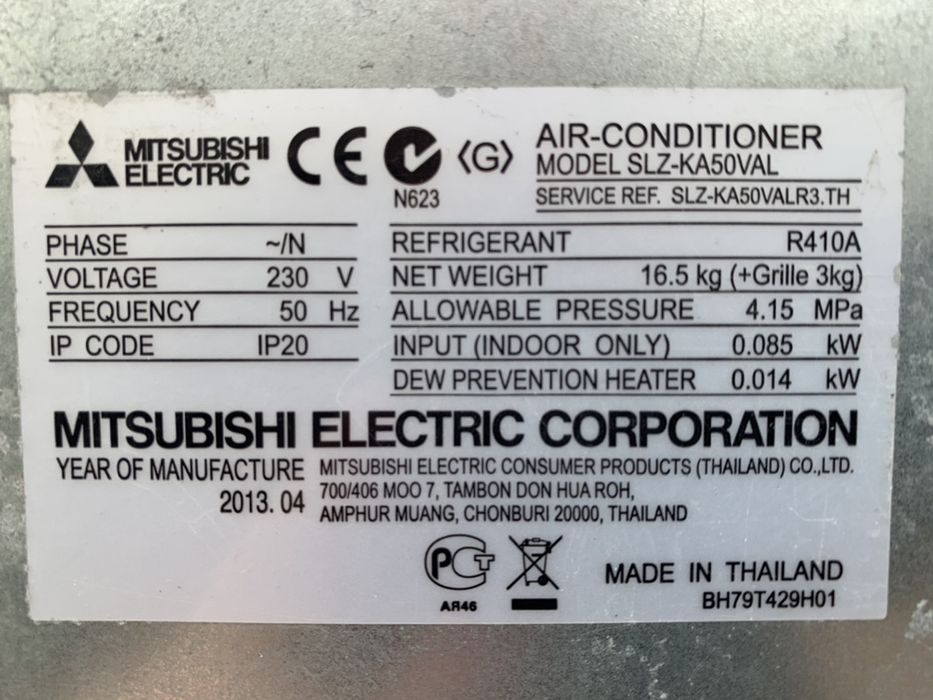 MITSUBISHI
ELECTRIC
CE
N623
<G>
AIR-CONDITIONER
MODEL SLZ-KA50VAL
SERVICE REF. SLZ-KA50VALR3.TH
PHASE ~/N
VOLTAGE 230 V
FREQUENCY 50 Hz
IP CODE IP20
REFRIGERANT R410A
NET WEIGHT 16.5 kg (+Grille 3kg)
ALLOWABLE PRESSURE 4.15 MPa
INPUT (INDOOR ONLY) 0.085 kW
DEW PREVENTION HEATER 0.014 kW
MITSUBISHI ELECTRIC CORPORATION
YEAR OF MANUFACTURE
2013.04
MITSUBISHI ELECTRIC CONSUMER PRODUCTS (THAILAND) CO.,LTD.
700/406 MOO 7, TAMBON DON HUA ROH,
AMPHUR MUANG, CHONBURI 20000, THAILAND
РСТ
АЯ46
MADE IN THAILAND
BH79T429H01